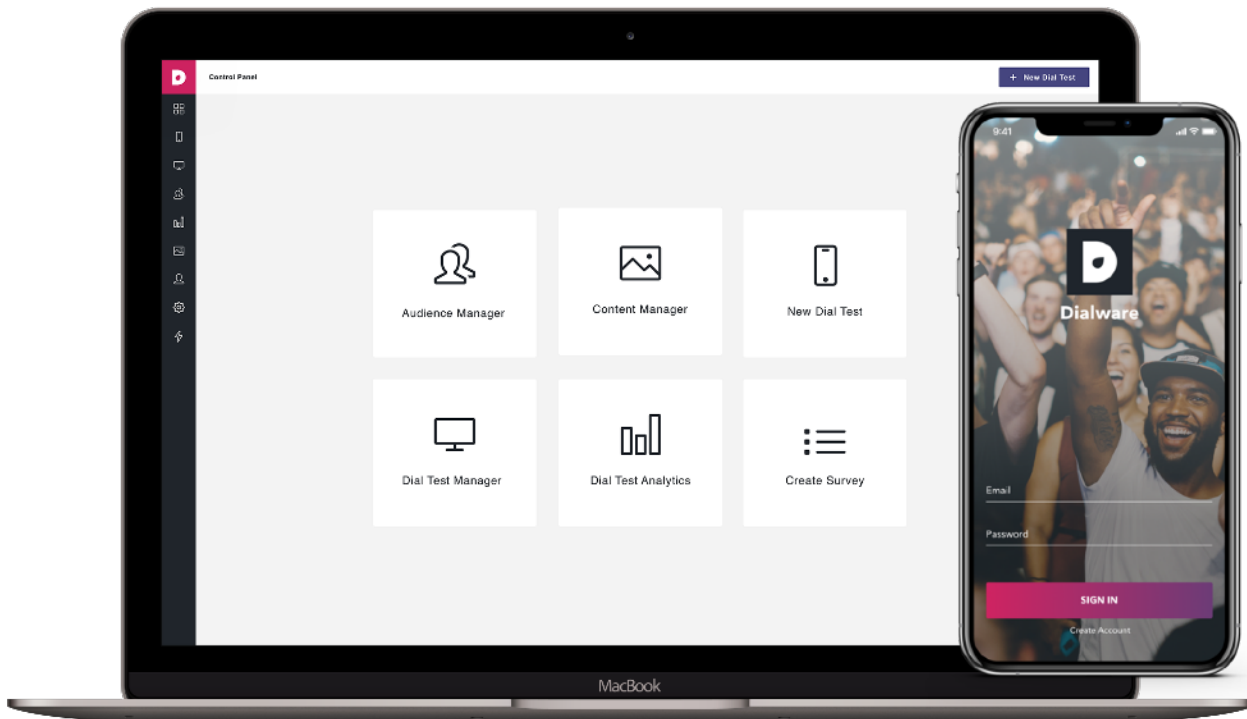 Control Panel
+ New Dial Test
Audience Manager
Content Manager
New Dial Test
Dial Test Manager
Dial Test Analytics
Create Survey
MacBook
9:41
D
Dialware
Email
Password
SIGN IN
Create Account